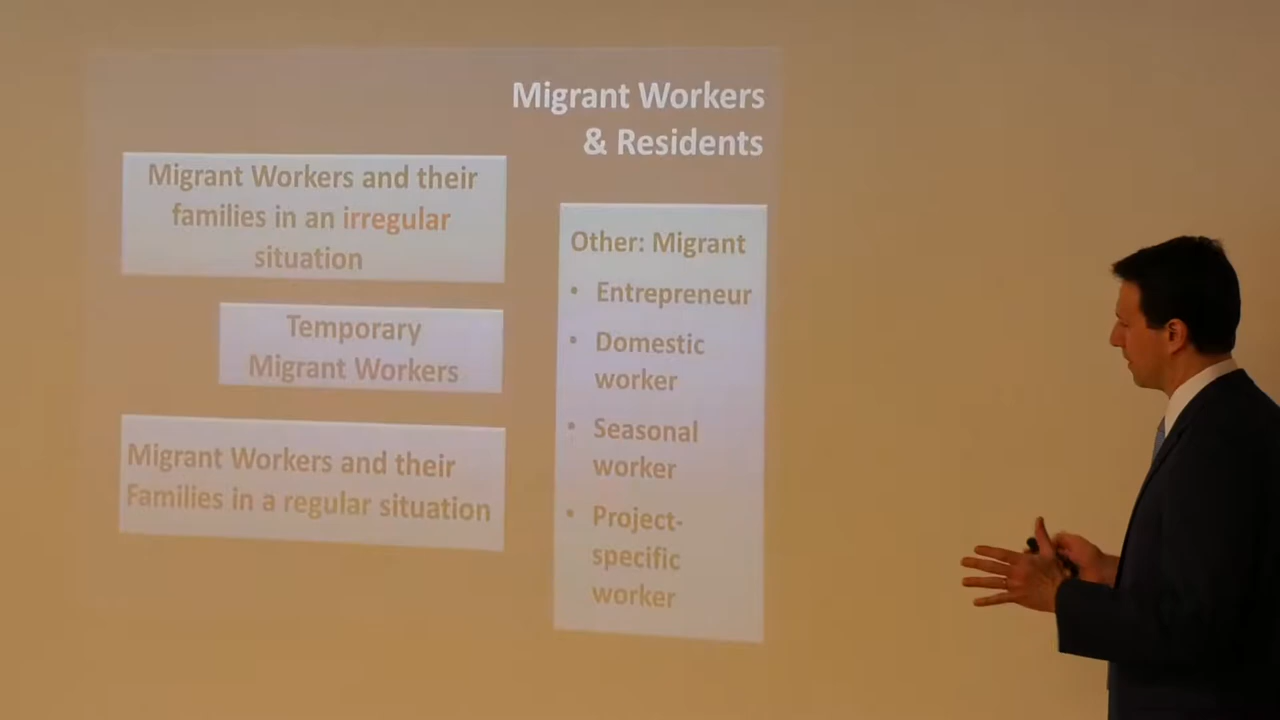 Migrant Workers
& Residents
Migrant Workers and their
families in an irregular
situation
Temporary
Migrant Workers
Migrant Workers and their
Families in a regular situation
Other: Migrant
• Entrepreneur
• Domestic
worker
• Seasonal
worker
• Project-
specific
worker